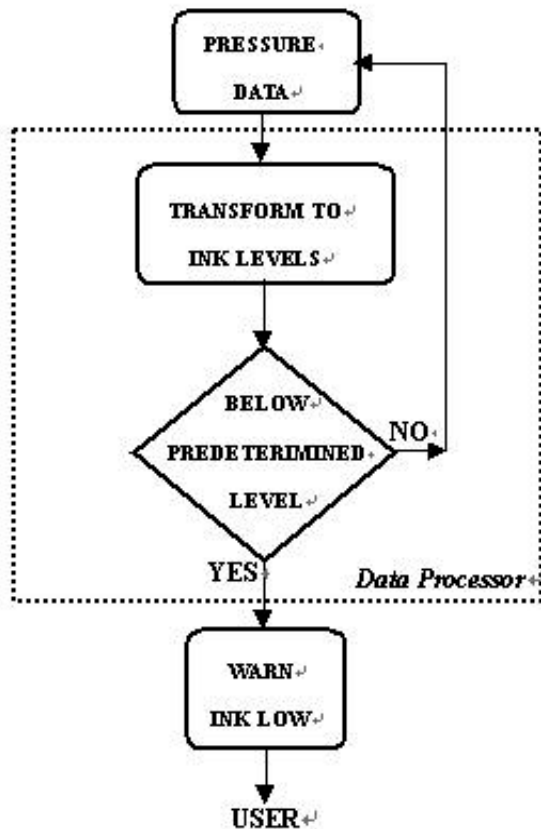 PRESSURE
DATA
TRANSFORM TO
INK LEVELS
BELOW
PREDETERIMINED
LEVEL
NO
YES
Data Processor
WARN
INK LOW
USER